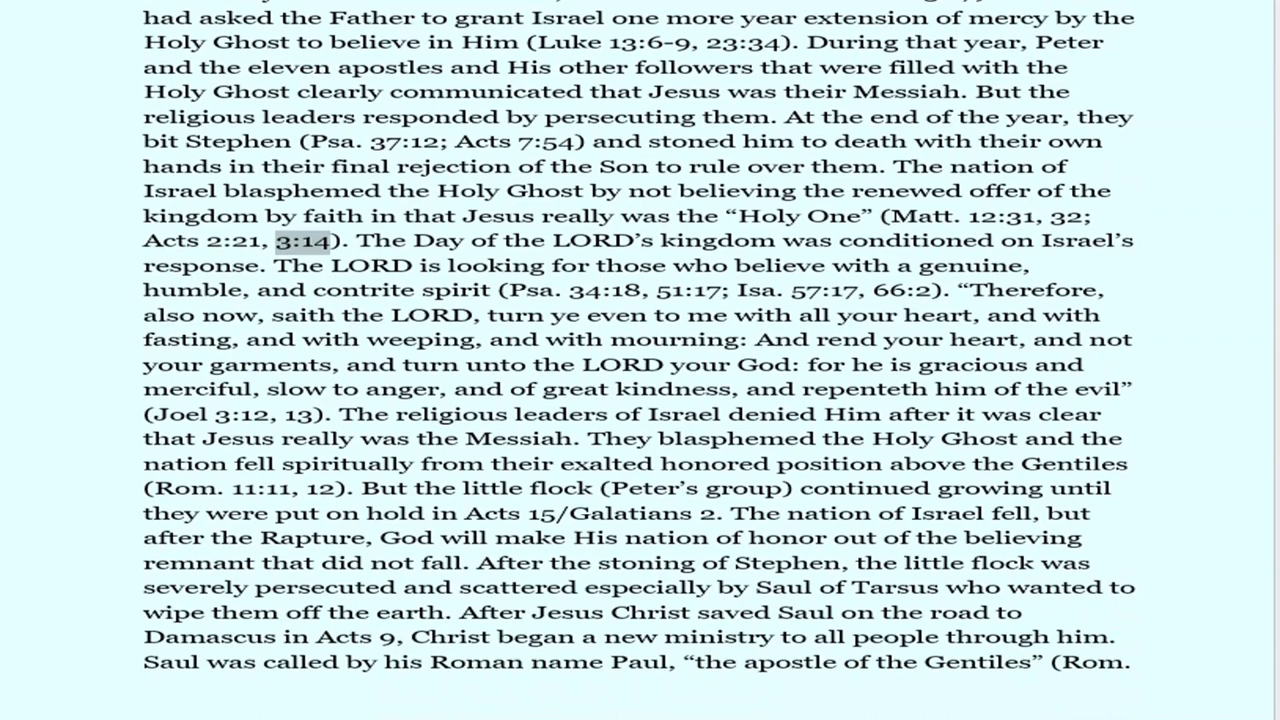 had asked the Father to grant Israel one more year extension of mercy by the
Holy Ghost to believe in Him (Luke 13:6-9, 23:34). During that year, Peter
and the eleven apostles and His other followers that were filled with the
Holy Ghost clearly communicated that Jesus was their Messiah. But the
religious leaders responded by persecuting them. At the end of the year, they
bit Stephen (Psa. 37:12; Acts 7:54) and stoned him to death with their own
hands in their final rejection of the Son to rule over them. The nation of
Israel blasphemed the Holy Ghost by not believing the renewed offer of the
kingdom by faith in that Jesus really was the “Holy One” (Matt. 12:31, 32;
Acts 2:21, 3:14). The Day of the LORD’s kingdom was conditioned on Israel’s
response. The LORD is looking for those who believe with a genuine,
humble, and contrite spirit (Psa. 34:18, 51:17; Isa. 57:17, 66:2). “Therefore,
also now, saith the LORD, turn ye even to me with all your heart, and with
fasting, and with weeping, and with mourning: And rend your heart, and not
your garments, and turn unto the LORD your God: for he is gracious and
merciful, slow to anger, and of great kindness, and repenteth him of the evil”
(Joel 3:12, 13). The religious leaders of Israel denied Him after it was clear
that Jesus really was the Messiah. They blasphemed the Holy Ghost and the
nation fell spiritually from their exalted honored position above the Gentiles
(Rom. 11:11, 12). But the little flock (Peter’s group) continued growing until
they were put on hold in Acts 15/Galatians 2. The nation of Israel fell, but
after the Rapture, God will make His nation of honor out of the believing
remnant that did not fall. After the stoning of Stephen, the little flock was
severely persecuted and scattered especially by Saul of Tarsus who wanted to
wipe them off the earth. After Jesus Christ saved Saul on the road to
Damascus in Acts 9, Christ began a new ministry to all people through him.
Saul was called by his Roman name Paul, “the apostle of the Gentiles” (Rom.